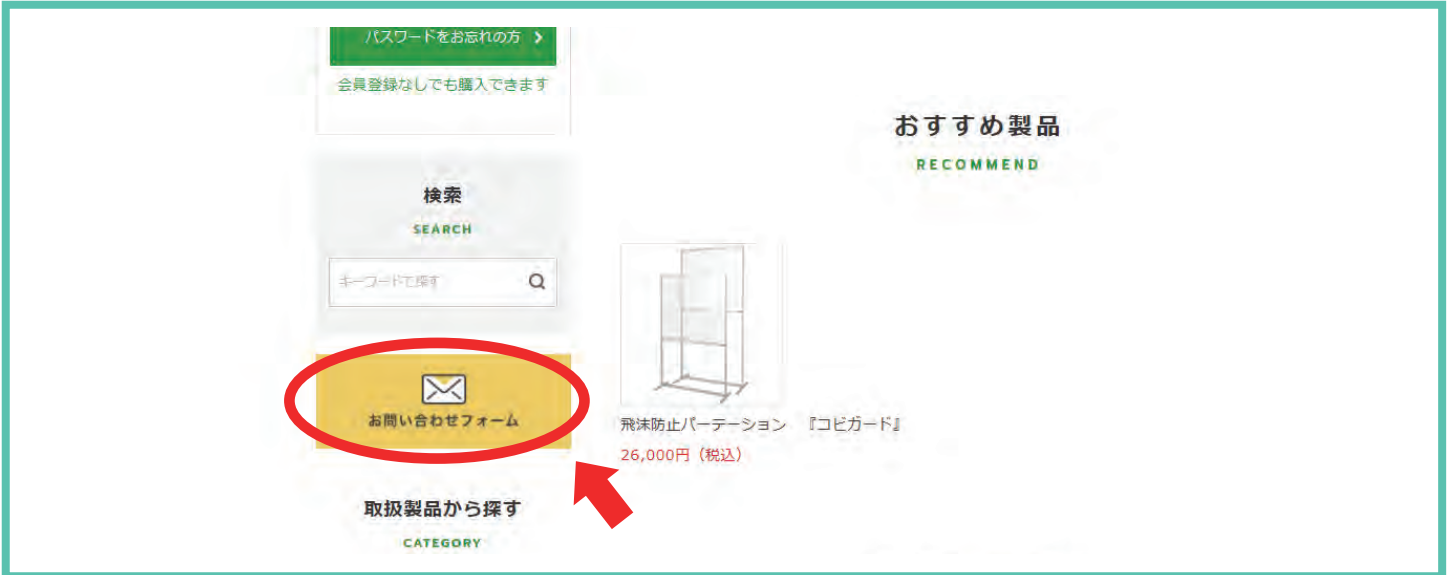 パスワードをお忘れの方
会員登録なしでも購入できます
検索
SEARCH
キーワードで探す
お問い合わせフォーム
取扱製品から探す
CATEGORY
おすすめ製品
RECOMMEND
飛沫防止パーテーション 『コビガード』
26,000円（税込）